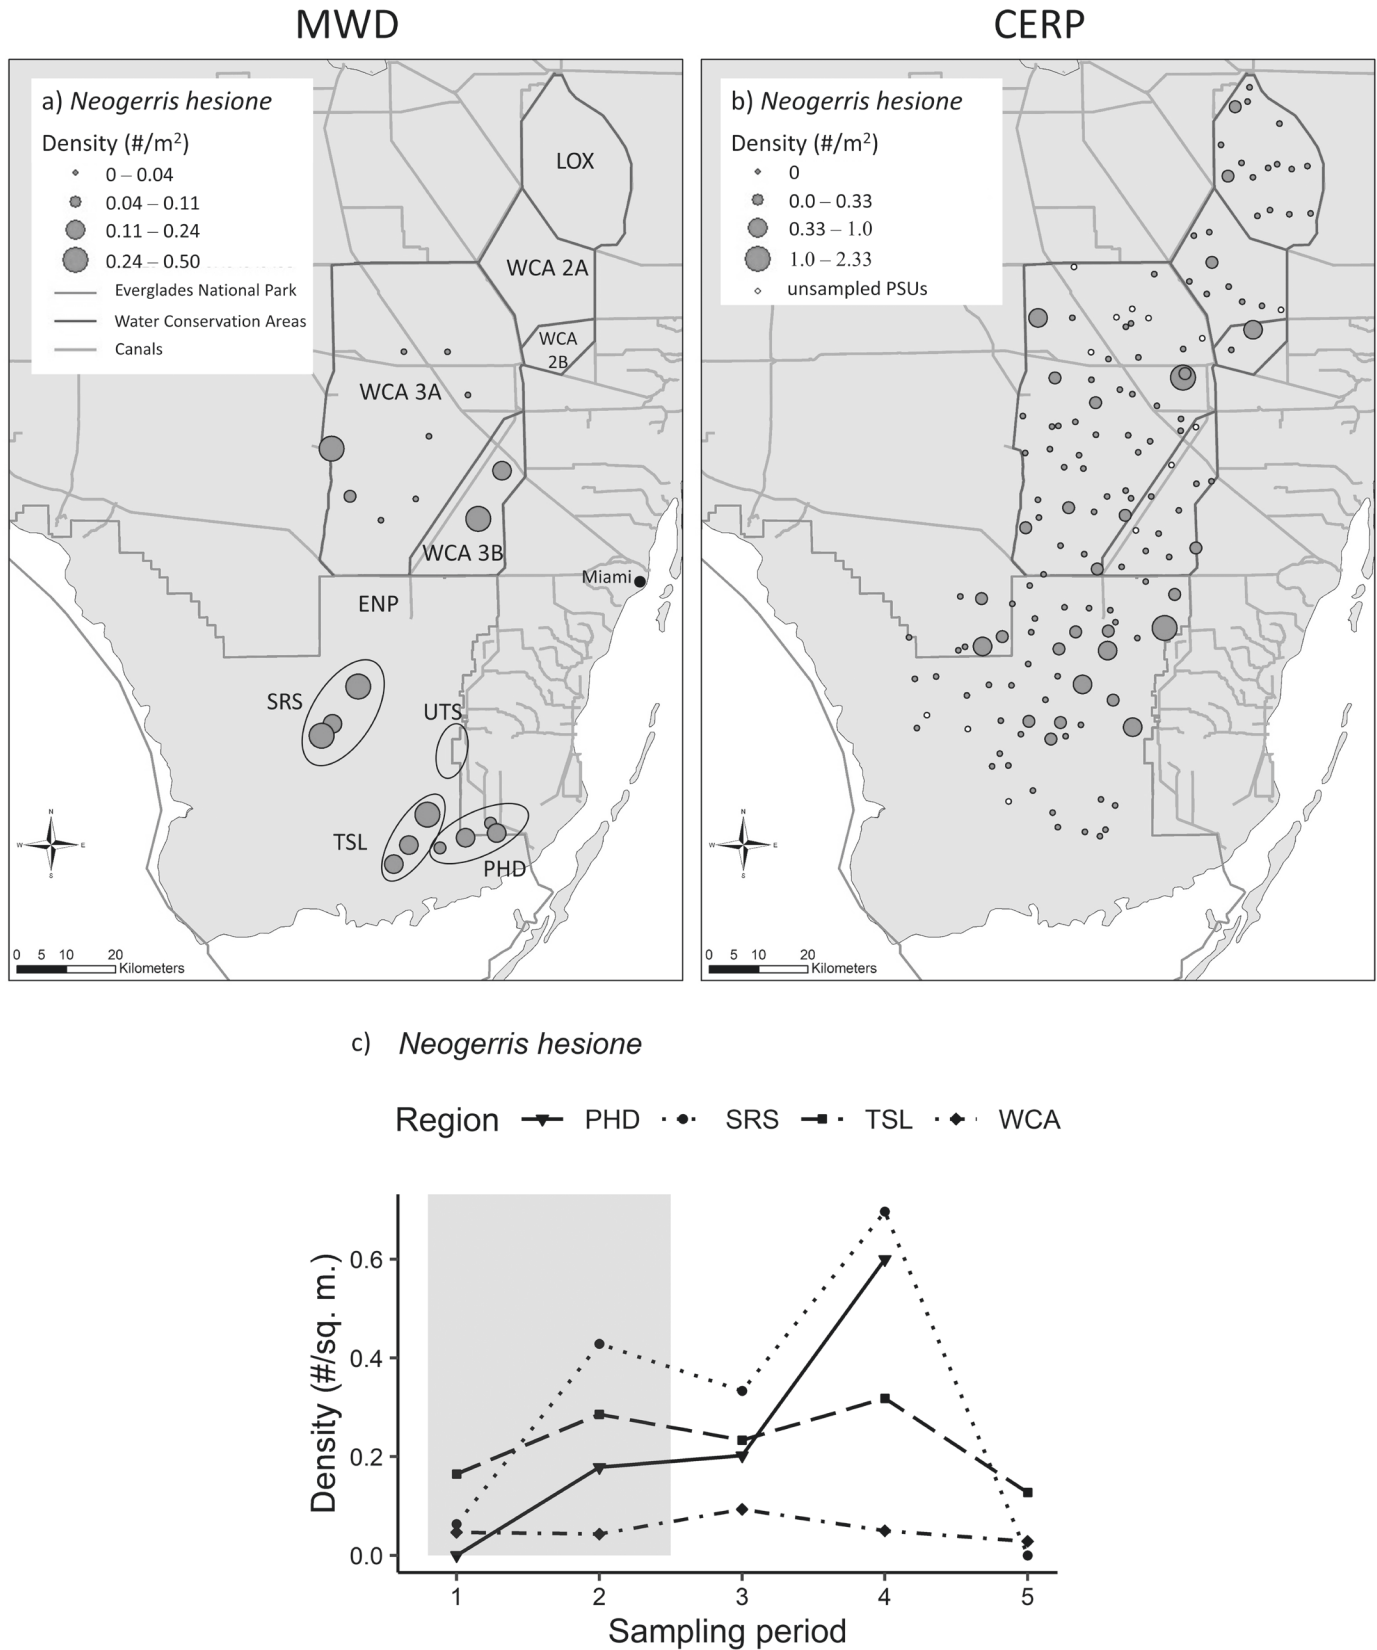 MWD
CERP
a) Neogerris hesione
Density (#/m²)
0 – 0.04
0.04 – 0.11
0.11 – 0.24
0.24 – 0.50
Everglades National Park
Water Conservation Areas
Canals
LOX
WCA 2A
WCA
2B
WCA 3A
WCA 3B
Miami
ENP
SRS
UTS
TSL
PHD
N
W E
S
0 5 10 20
Kilometers
b) Neogerris hesione
Density (#/m²)
0
0.0 – 0.33
0.33 – 1.0
1.0 – 2.33
unsampled PSUs
N
W E
S
0 5 10 20
Kilometers
c) Neogerris hesione
Region PHD SRS TSL WCA
Density (#/sq. m.)
0.6
0.4
0.2
0.0
1 2 3 4 5
Sampling period